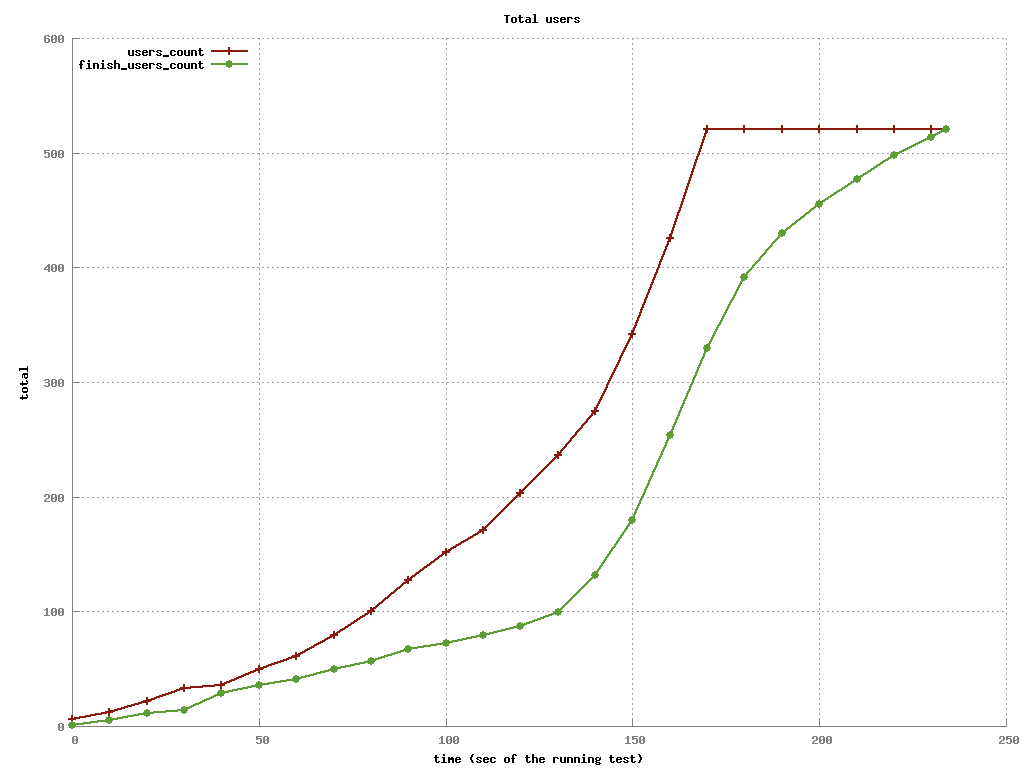 Total users
users_count
finish_users_count
600
500
400
300
200
100
0
total
0 50 100 150 200 250
time (sec of the running test)